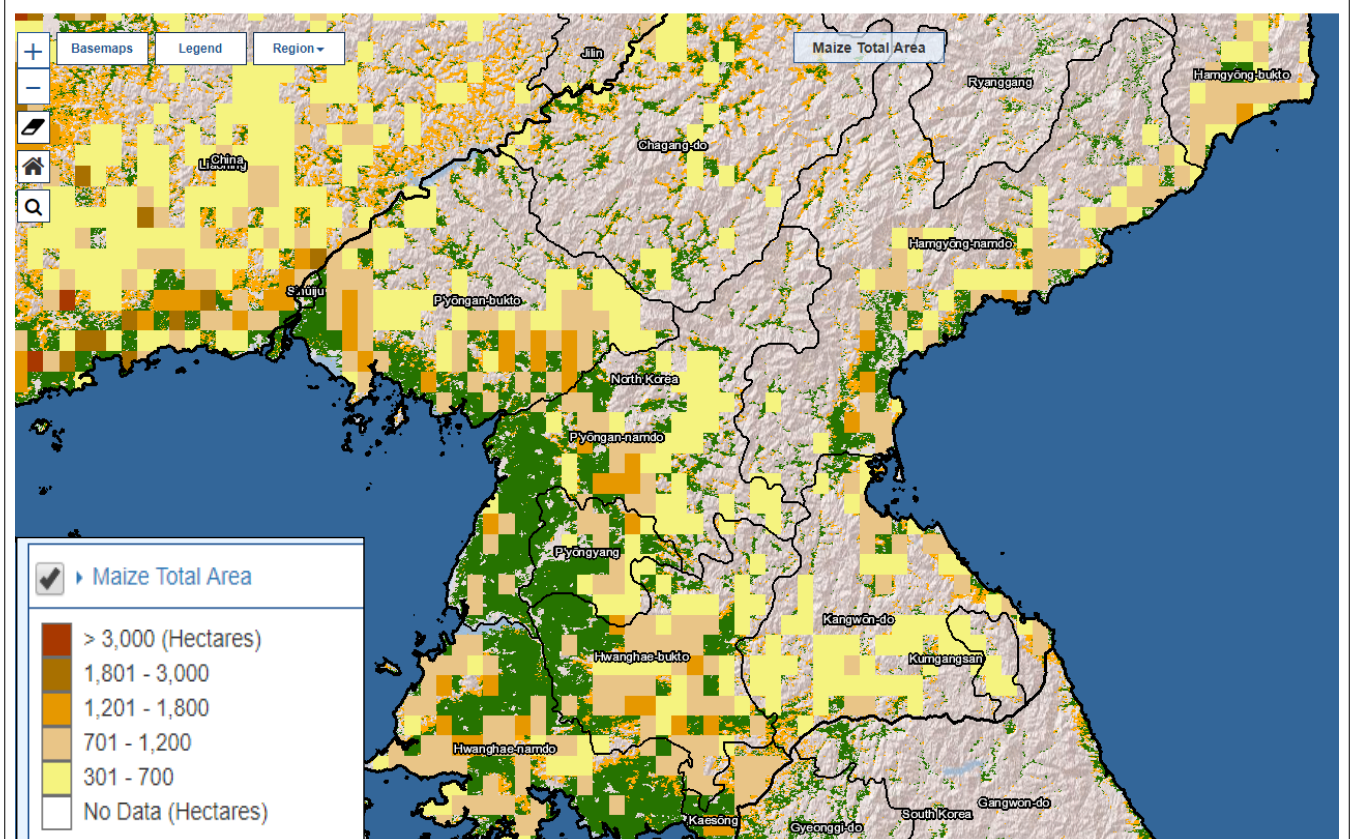 +
Basemaps
Legend
Region
Maize Total Area
−
Jilin
Ryanggang
Hamgyŏng-bukto
Chagang-do
China
Hamgyŏng-namdo
P'yŏngan-bukto
North Korea
P'yŏngan-namdo
P'yŏngyang
Kangwŏn-do
Hwanghae-bukto
Kumgangsan
Hwanghae-namdo
Kaesŏng
Gyeonggi-do
South Korea
Gangwon-do
Maize Total Area
> 3,000 (Hectares)
1,801 - 3,000
1,201 - 1,800
701 - 1,200
301 - 700
No Data (Hectares)